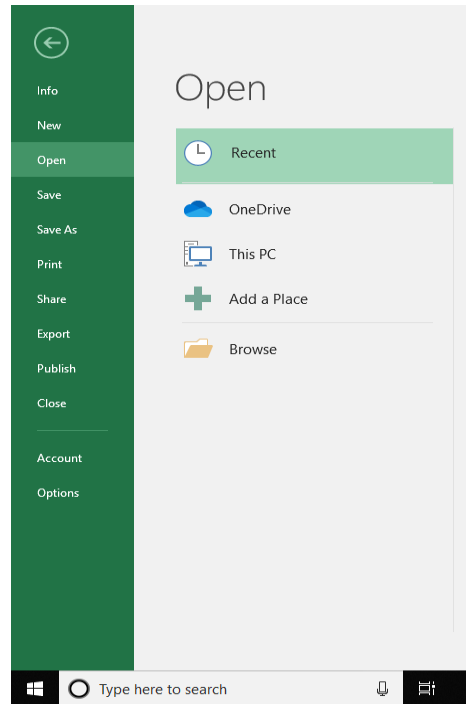 Info
New
Open
Save
Save As
Print
Share
Export
Publish
Close
Account
Options
Open
Recent
OneDrive
This PC
Add a Place
Browse
Type here to search